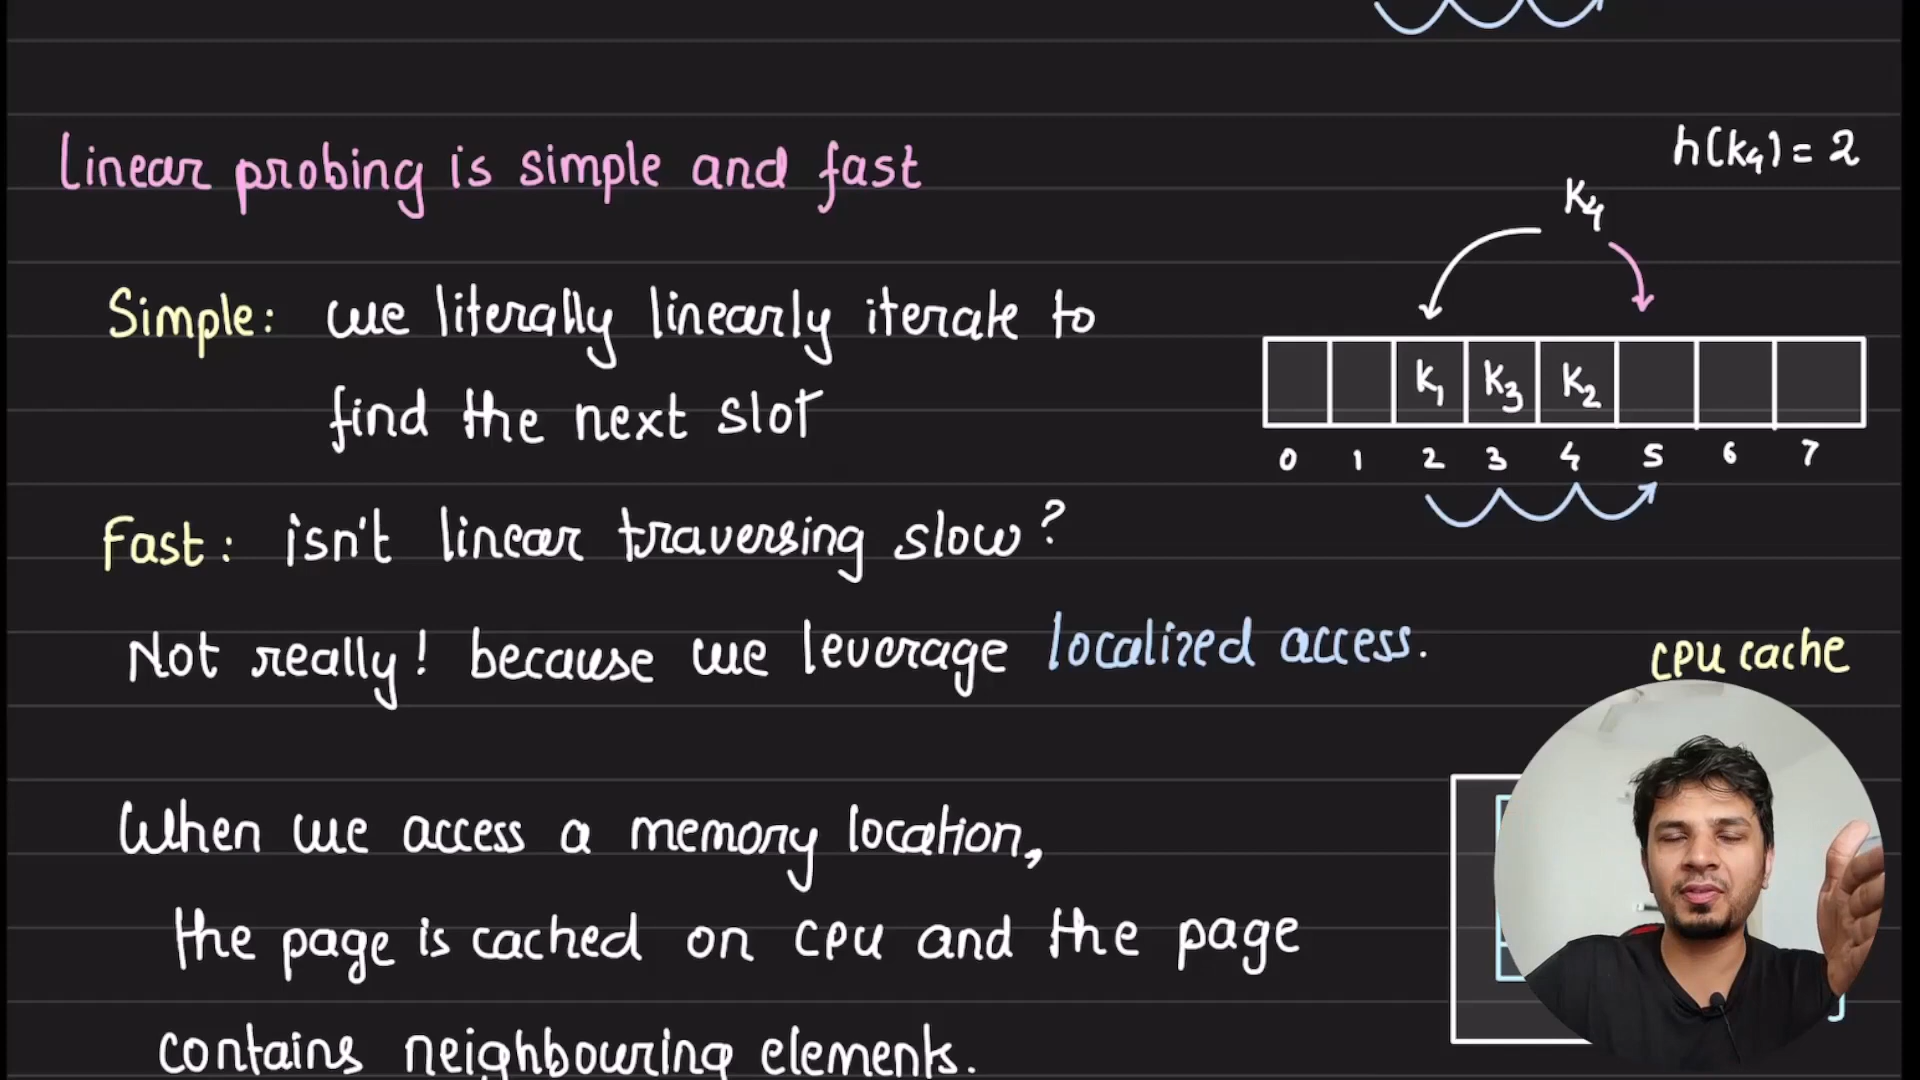 Linear probing is simple and fast
h(k4) = 2
k4
Simple: we literally linearly iterate to
find the next slot
k1 k3 k2
0 1 2 3 4 5 6 7
Fast: isn't linear traversing slow?
Not really! because we leverage localized access.
cpu cache
When we access a memory location,
the page is cached on CPU and the page
contains neighbouring elements.